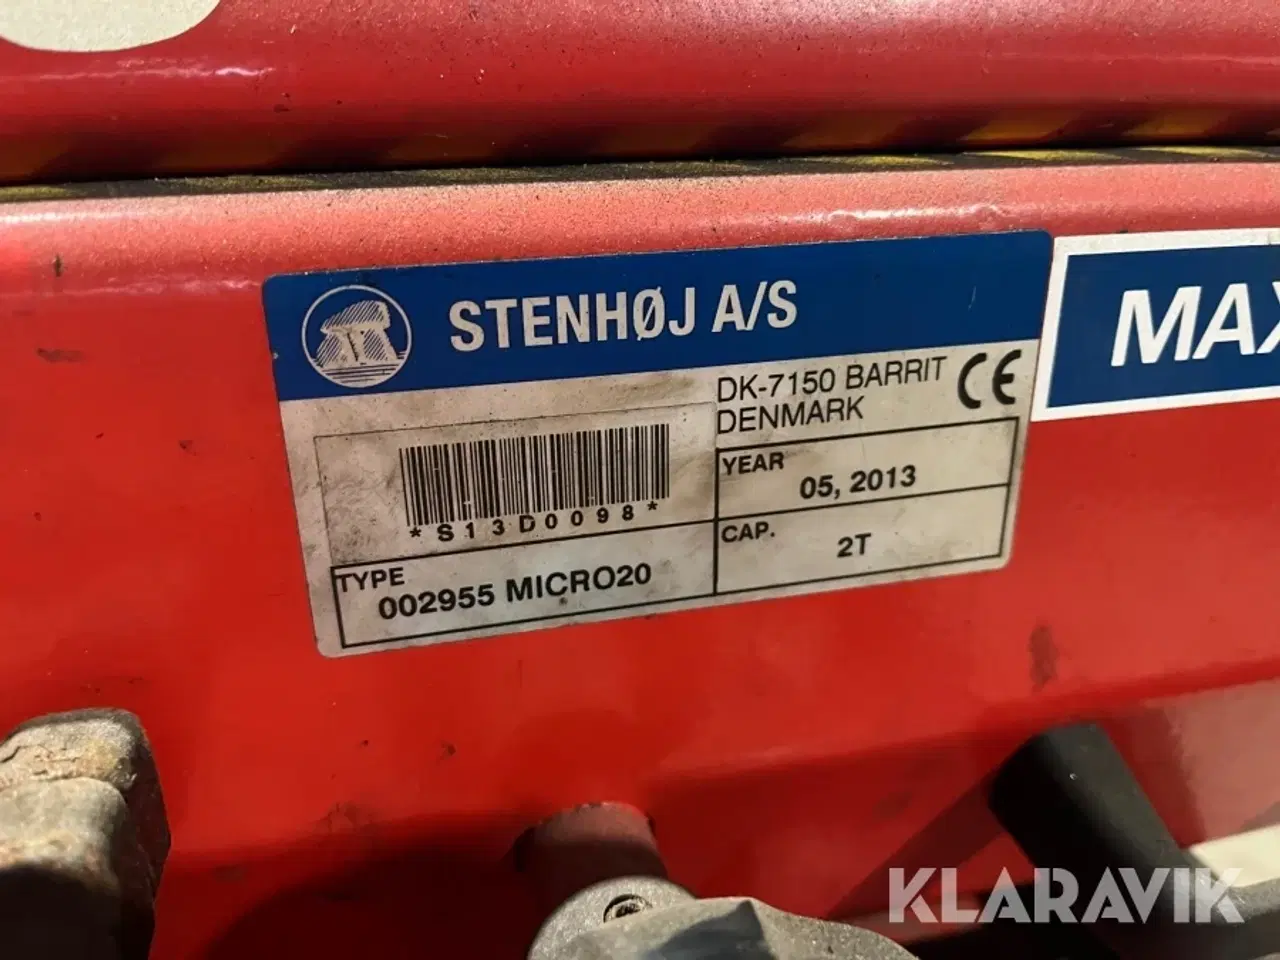 STENHØJ A/S
DK-7150 BARRIT
DENMARK
CE
*S13D0098*
YEAR
05, 2013
CAP.
2T
TYPE
002955 MICRO20
MAX
KLARAVIK